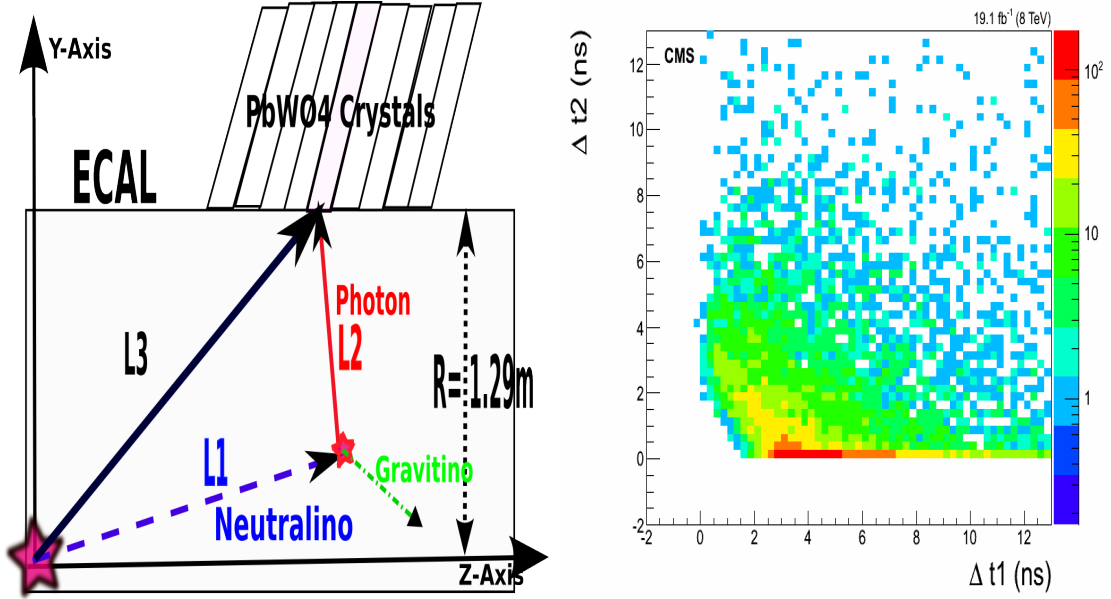 Y-Axis
PbWO4 Crystals
ECAL
L3
Photon
L2
R= 1.29m
L1
Gravitino
Neutralino
Z-Axis
19.1 fb⁻¹ (8 TeV)
CMS
Δ t2 (ns)
12
10
8
6
4
2
0
-2
-2 0 2 4 6 8 10 12
Δ t1 (ns)
10²
10
1